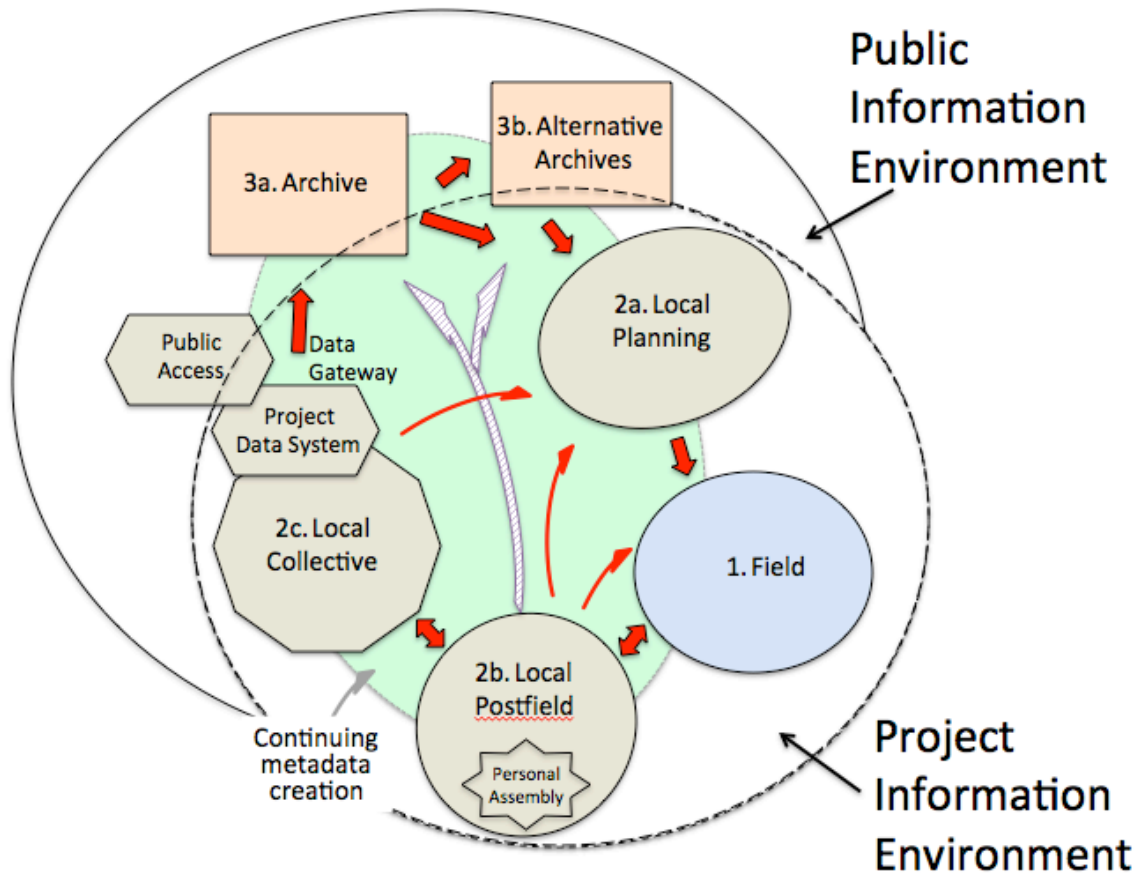 Public
Information
Environment
3b. Alternative
Archives
3a. Archive
2a. Local
Planning
Public
Access
Data
Gateway
Project
Data System
2c. Local
Collective
1. Field
2b. Local
Postfield
Personal
Assembly
Continuing
metadata
creation
Project
Information
Environment